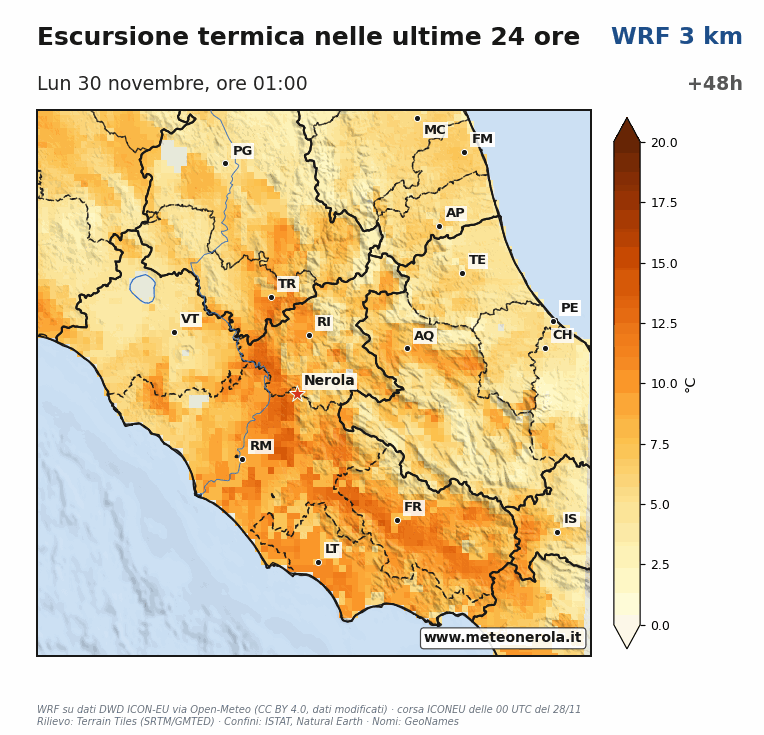 Escursione termica nelle ultime 24 ore WRF 3 km
Lun 30 novembre, ore 01:00 +48h
MC
FM
PG
AP
TE
TR
PE
VT
RI
AQ
CH
Nerola
RM
FR
IS
LT
www.meteonerola.it
20.0
17.5
15.0
12.5
10.0
7.5
5.0
2.5
0.0
°C
WRF su dati DWD ICON-EU via Open-Meteo (CC BY 4.0, dati modificati) · corsa ICONEU delle 00 UTC del 28/11
Rilievo: Terrain Tiles (SRTM/GMTED) · Confini: ISTAT, Natural Earth · Nomi: GeoNames